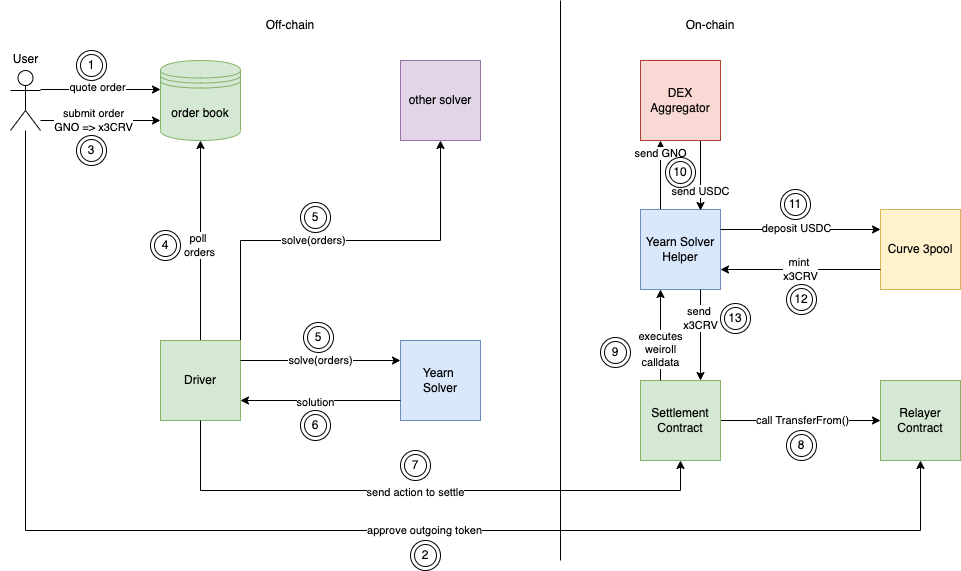 Off-chain
On-chain
User
1
quote order
submit order
GNO => x3CRV
3
order book
other solver
DEX
Aggregator
send GNO
10
send USDC
4
poll
orders
5
solve(orders)
Yearn Solver
Helper
11
deposit USDC
Curve 3pool
mint
x3CRV
12
5
solve(orders)
Driver
Yearn
Solver
solution
6
9
executes
weiroll
calldata
send
x3CRV
13
Settlement
Contract
call TransferFrom()
8
Relayer
Contract
7
send action to settle
approve outgoing token
2